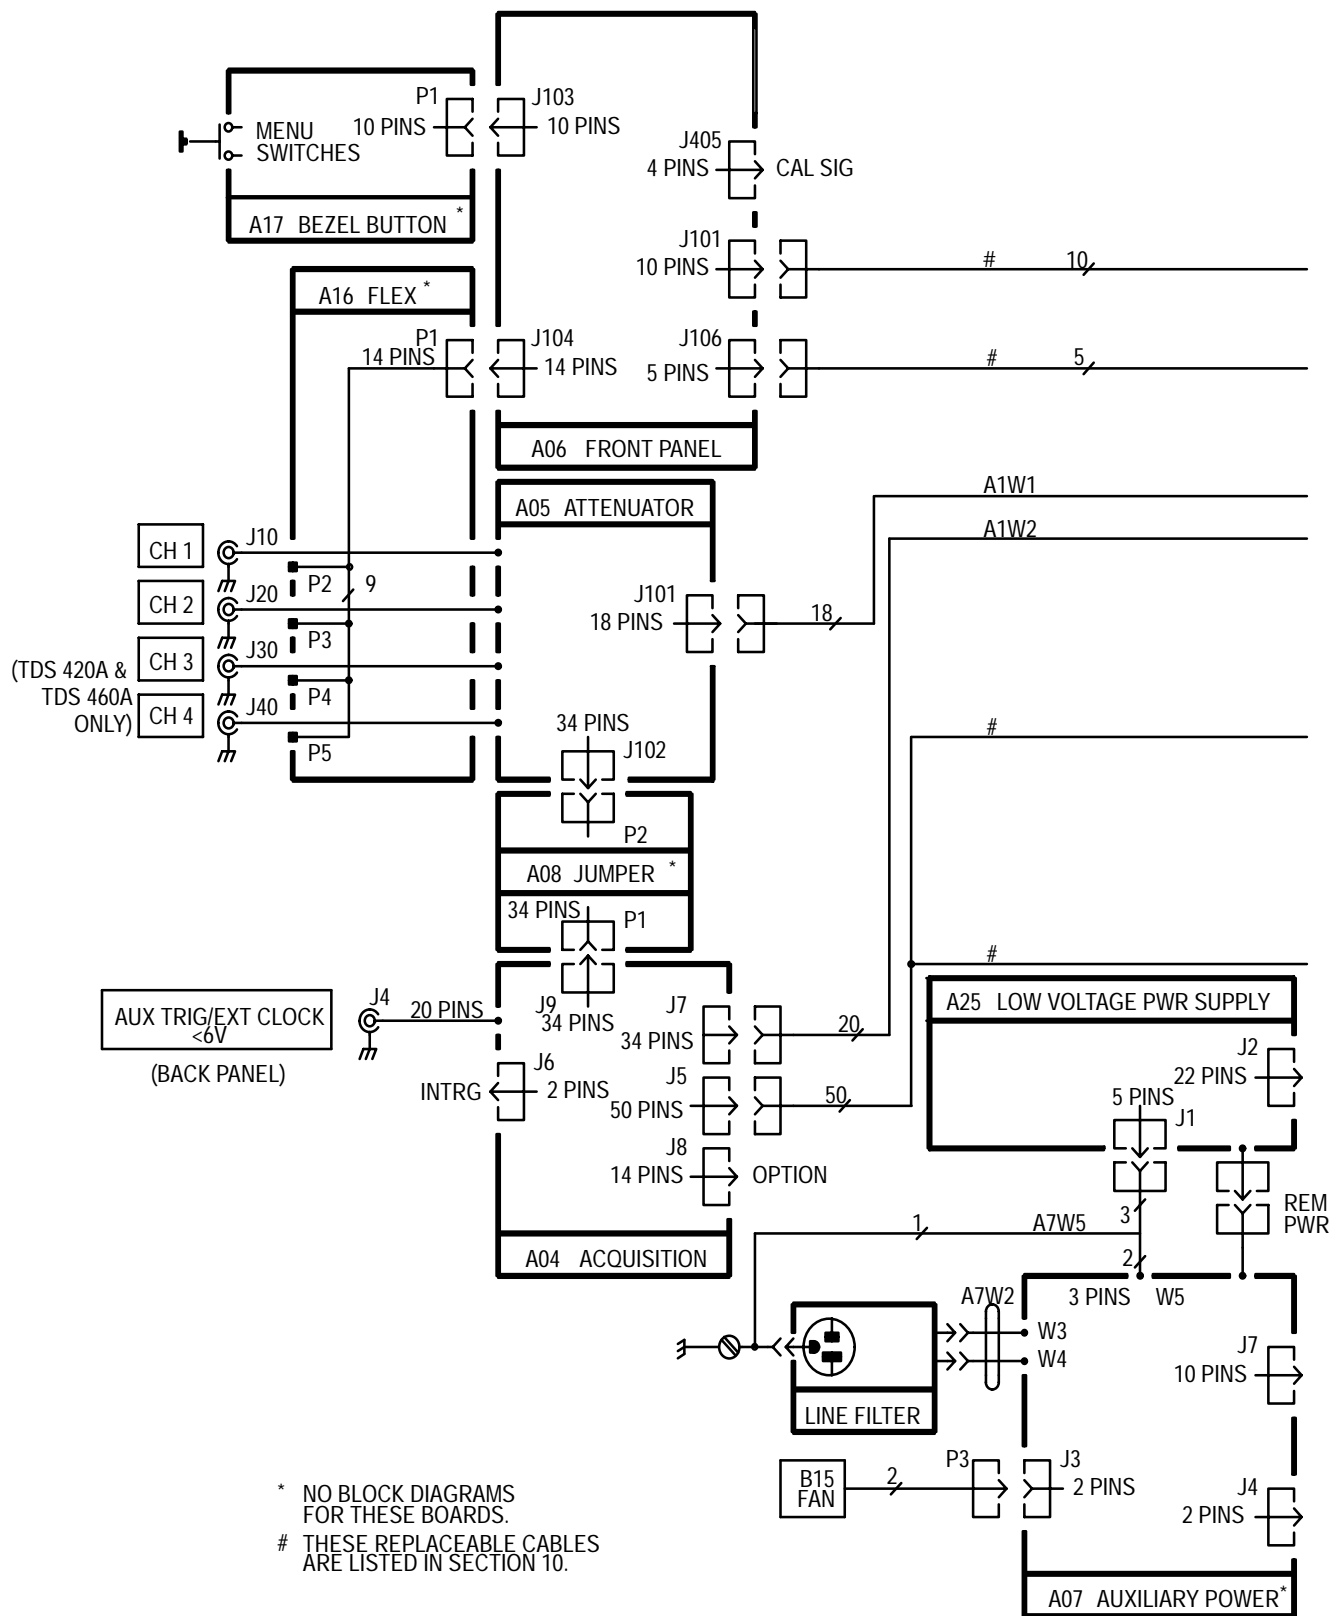 P1
J103
10 PINS
10 PINS
MENU
SWITCHES
J405
4 PINS
CAL SIG
A17 BEZEL BUTTON *
J101
10 PINS
#
10
A16 FLEX *
P1
14 PINS
J104
14 PINS
J106
5 PINS
#
5
A06 FRONT PANEL
A05 ATTENUATOR
A1W1
A1W2
CH 1
J10
P2
9
CH 2
J20
P3
J101
18 PINS
18
CH 3
J30
P4
(TDS 420A &
TDS 460A
ONLY)
CH 4
J40
P5
34 PINS
J102
#
P2
A08 JUMPER *
34 PINS
P1
#
AUX TRIG/EXT CLOCK
<6V
(BACK PANEL)
J4
20 PINS
J9
34 PINS
J7
34 PINS
20
A25 LOW VOLTAGE PWR SUPPLY
J2
22 PINS
INTRG
J6
2 PINS
J5
50 PINS
50
5 PINS
J1
J8
14 PINS
OPTION
3
REM
PWR
1
A7W5
A04 ACQUISITION
2
3 PINS
W5
A7W2
W3
W4
J7
10 PINS
LINE FILTER
B15
FAN
2
P3
J3
2 PINS
J4
2 PINS
* NO BLOCK DIAGRAMS
FOR THESE BOARDS.
# THESE REPLACEABLE CABLES
ARE LISTED IN SECTION 10.
A07 AUXILIARY POWER*